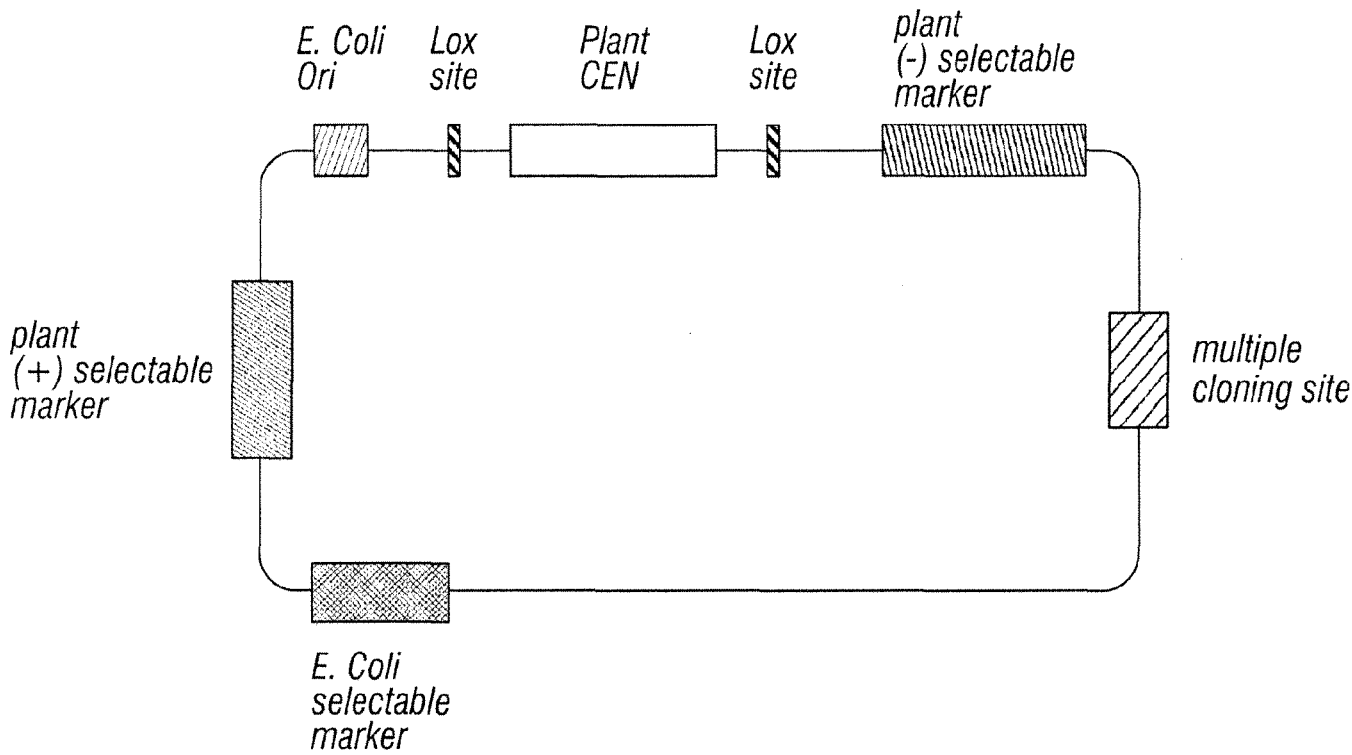 E. Coli
Ori
Lox
site
Plant
CEN
Lox
site
plant
(-) selectable
marker
plant
(+) selectable
marker
multiple
cloning site
E. Coli
selectable
marker